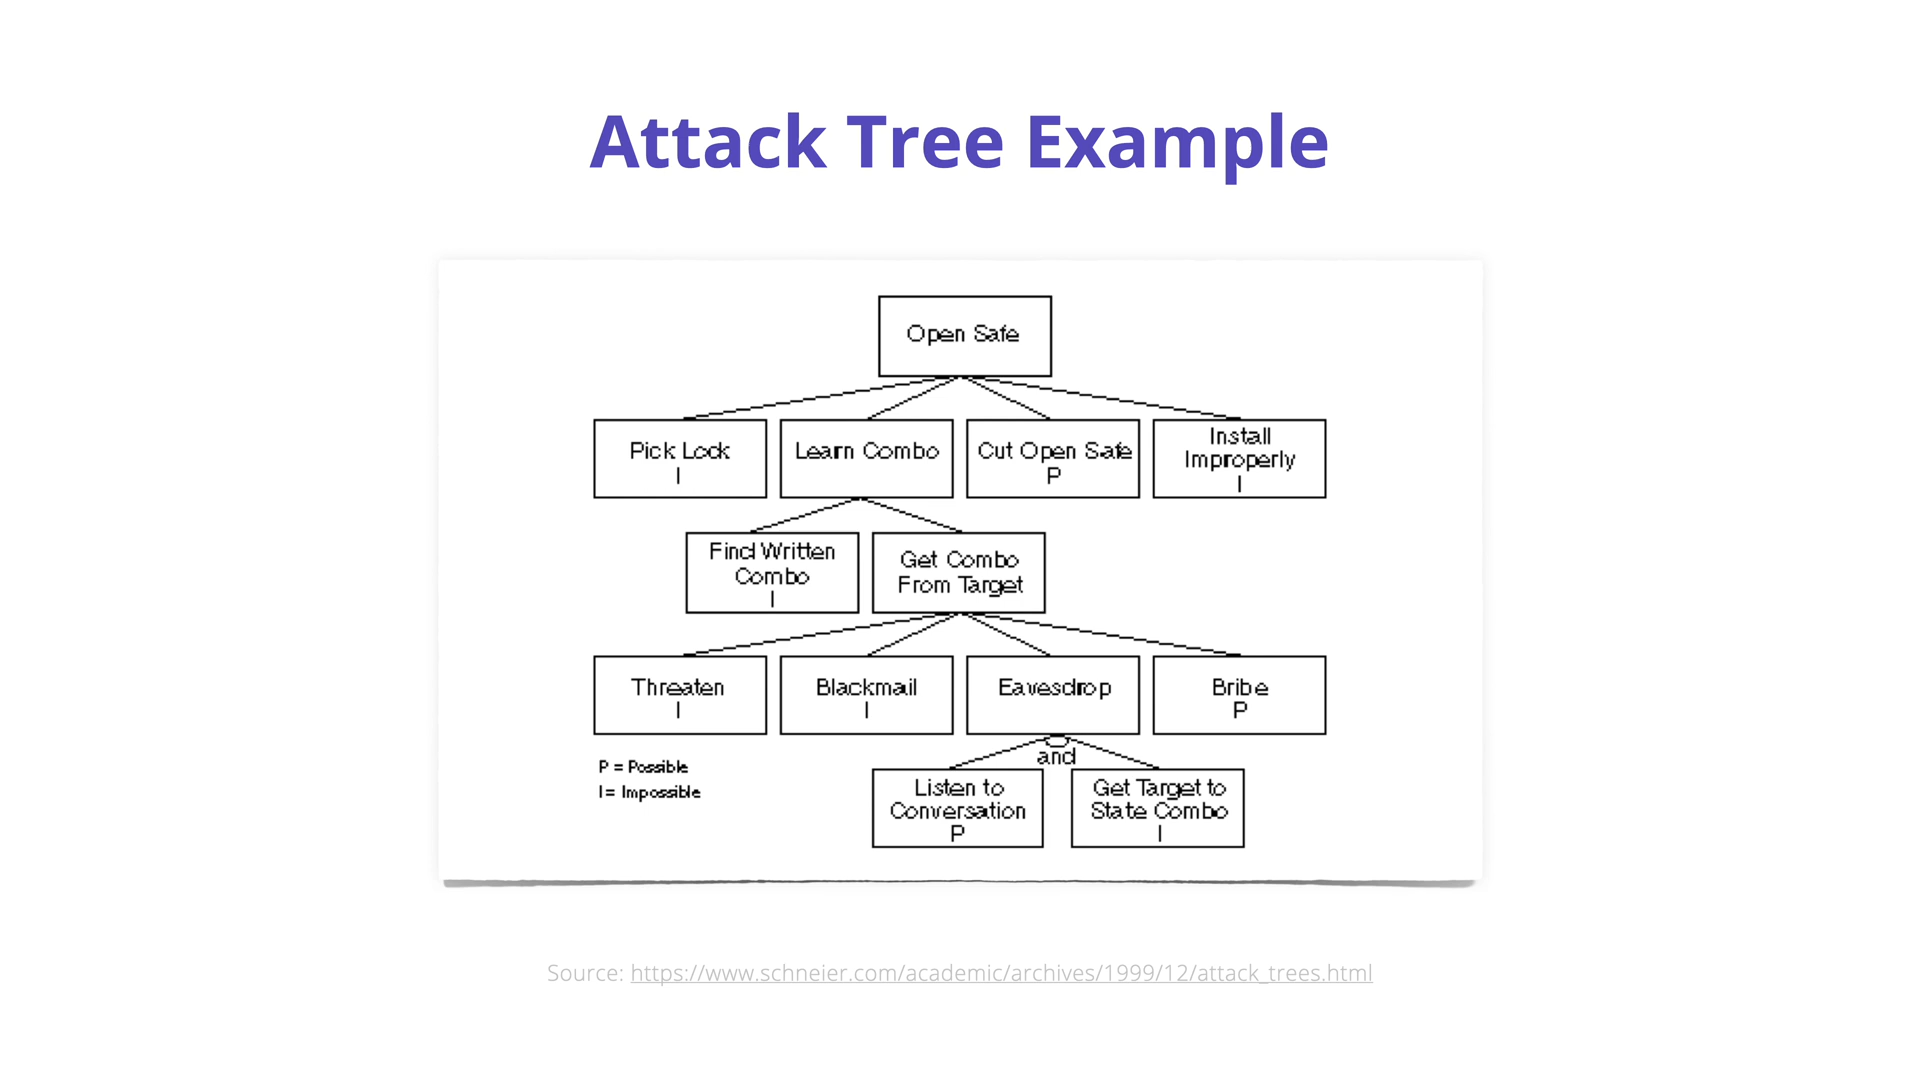 Attack Tree Example
Open Safe
Pick Lock
I
Learn Combo
Cut Open Safe
P
Install
Improperly
I
Find Written
Combo
I
Get Combo
From Target
Threaten
I
Blackmail
I
Eavesdrop
Bribe
P
and
P = Possible
I = Impossible
Listen to
Conversation
P
Get Target to
State Combo
I
Source: https://www.schneier.com/academic/archives/1999/12/attack_trees.html